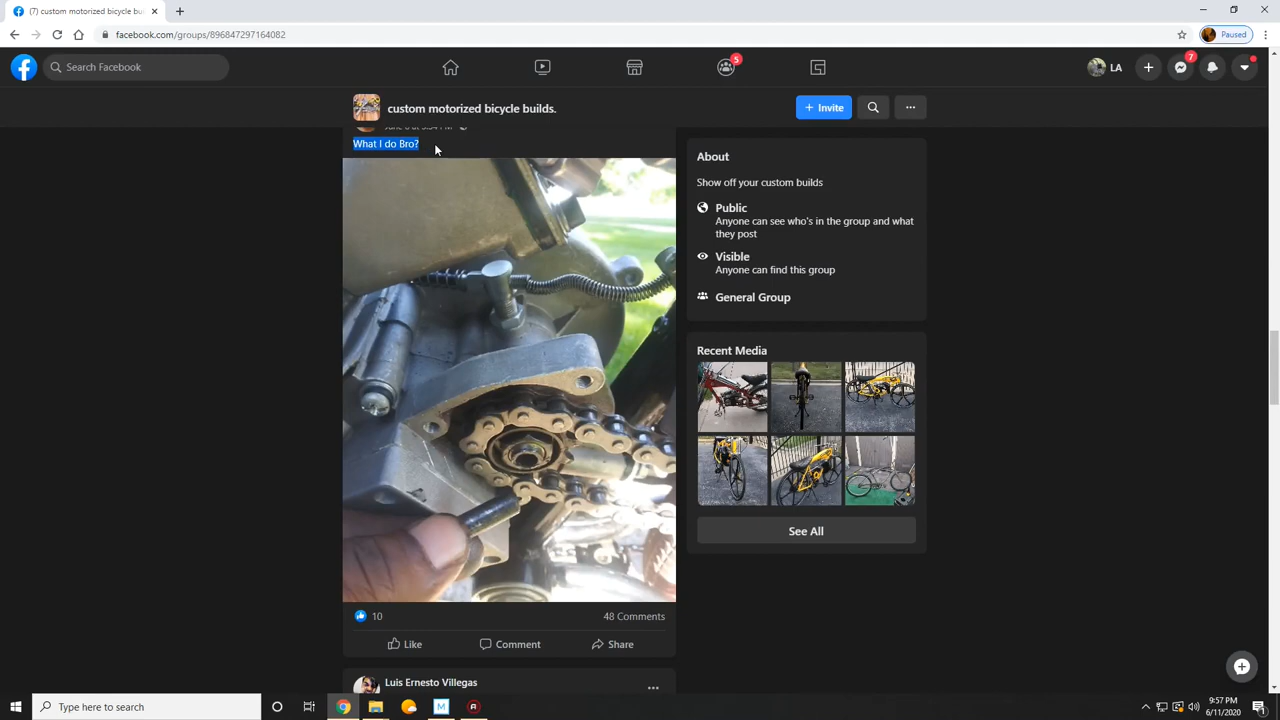 (7) custom motorized bicycle bui
facebook.com/groups/896847297164082
Paused
Search Facebook
5
LA
7
custom motorized bicycle builds.
Invite
What I do Bro?
10
48 Comments
Like
Comment
Share
Luis Ernesto Villegas
About
Show off your custom builds
Public
Anyone can see who's in the group and what
they post
Visible
Anyone can find this group
General Group
Recent Media
See All
Type here to search
M
9:57 PM
6/11/2020
1